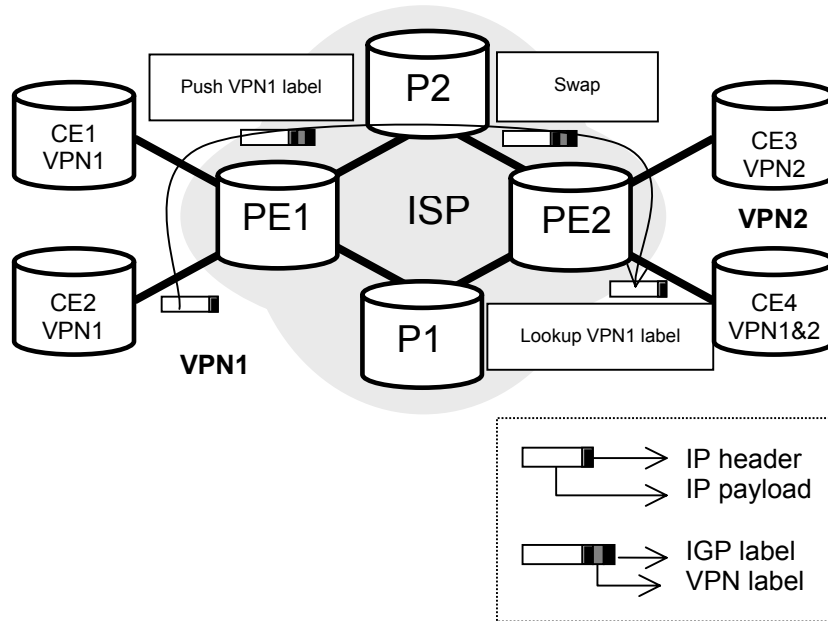 Push VPN1 label
P2
Swap
CE1
VPN1
CE3
VPN2
PE1
ISP
PE2
VPN2
CE2
VPN1
CE4
VPN1&2
P1
Lookup VPN1 label
VPN1
IP header
IP payload
IGP label
VPN label